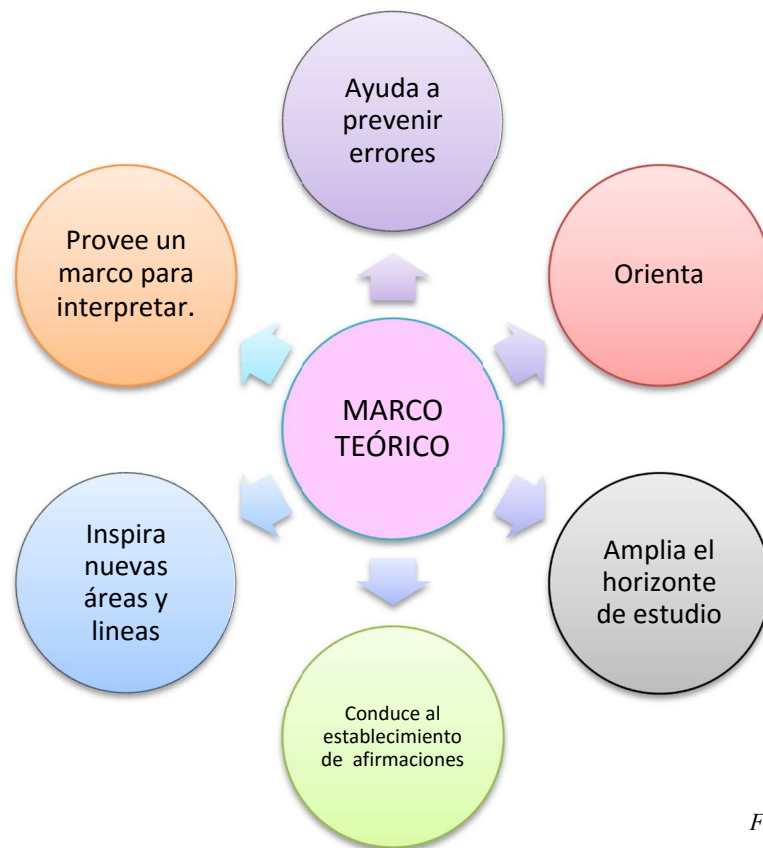 Ayuda a
prevenir
errores
Provee un
marco para
interpretar.
Orienta
MARCO
TEÓRICO
Inspira
nuevas
áreas y
lineas
Amplia el
horizonte
de estudio
Conduce al
establecimiento
de afirmaciones
F